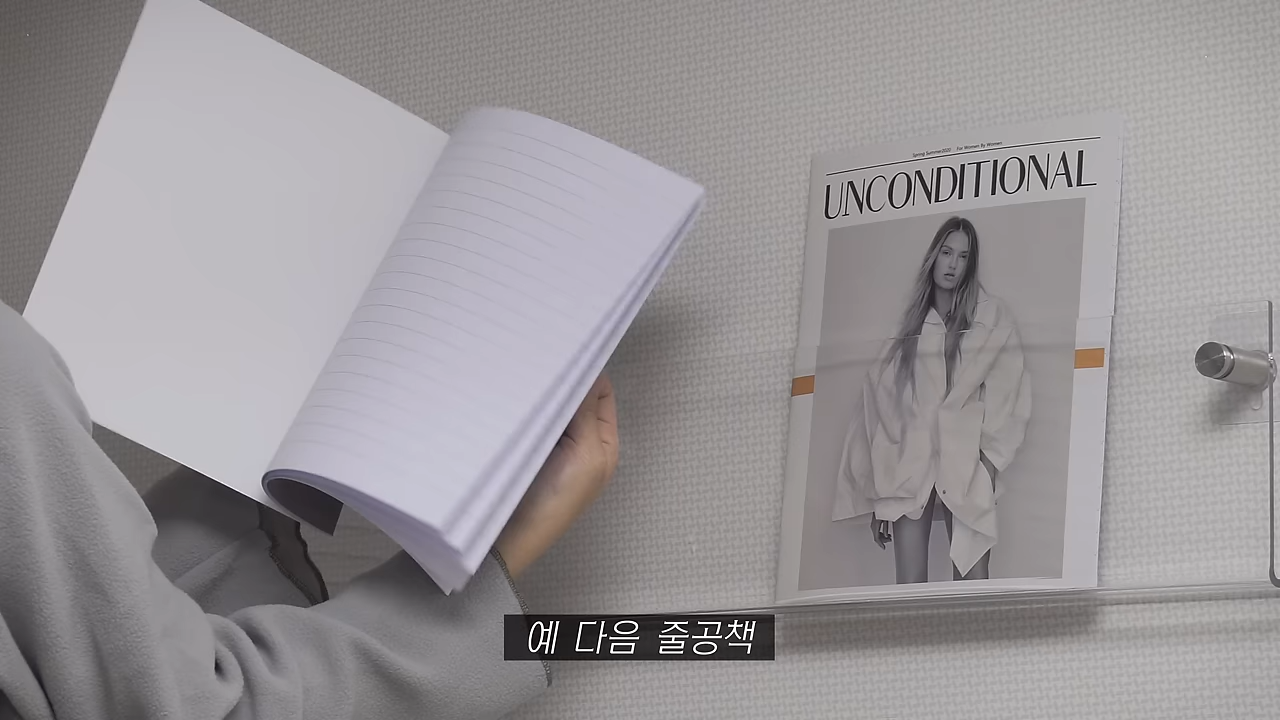 Spring Summer2020 For Women By Women
UNCONDITIONAL
예 다음 줄공책